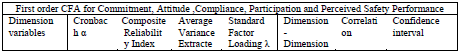 First order CFA for Commitment, Attitude ,Compliance, Participation and Perceived Safety Performance
Dimension variables
Cronbac h α
Composite Reliabilit y Index
Average Variance Extracte
Standard Factor Loading λ
Dimension - Dimension
Correlati on
Confidence interval